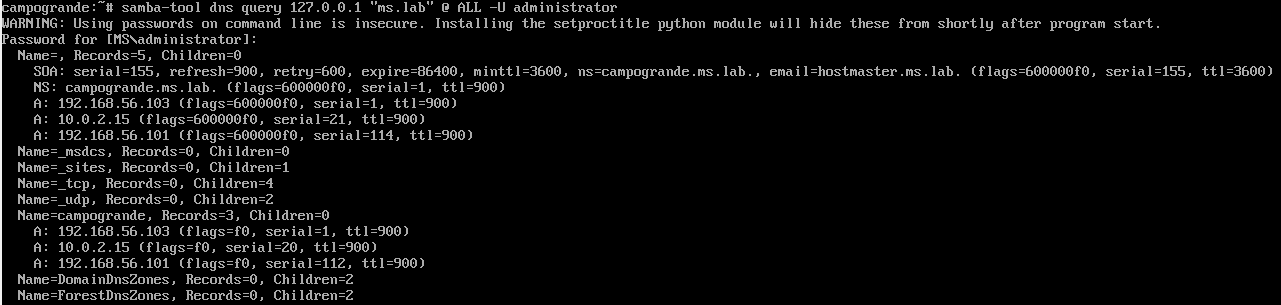 campogrande:~# samba-tool dns query 127.0.0.1 "ms.lab" @ ALL -U administrator
WARNING: Using passwords on command line is insecure. Installing the setproctitle python module will hide these from shortly after program start.
Password for [MS\administrator]:
  Name=, Records=5, Children=0
    SOA: serial=155, refresh=900, retry=600, expire=86400, minttl=3600, ns=campogrande.ms.lab., email=hostmaster.ms.lab. (flags=600000f0, serial=155, ttl=3600)
    NS: campogrande.ms.lab. (flags=600000f0, serial=1, ttl=900)
    A: 192.168.56.103 (flags=600000f0, serial=1, ttl=900)
    A: 10.0.2.15 (flags=600000f0, serial=21, ttl=900)
    A: 192.168.56.101 (flags=600000f0, serial=114, ttl=900)
  Name=_msdcs, Records=0, Children=0
  Name=_sites, Records=0, Children=1
  Name=_tcp, Records=0, Children=4
  Name=_udp, Records=0, Children=2
  Name=campogrande, Records=3, Children=0
    A: 192.168.56.103 (flags=f0, serial=1, ttl=900)
    A: 10.0.2.15 (flags=f0, serial=20, ttl=900)
    A: 192.168.56.101 (flags=f0, serial=112, ttl=900)
  Name=DomainDnsZones, Records=0, Children=2
  Name=ForestDnsZones, Records=0, Children=2